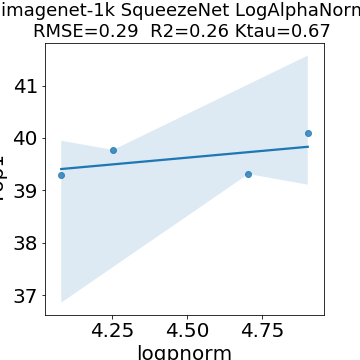 imagenet-1k SqueezeNet LogAlphaNorm
RMSE=0.29 R2=0.26 Ktau=0.67
41
40
39
38
37
4.25 4.50 4.75
logpnorm